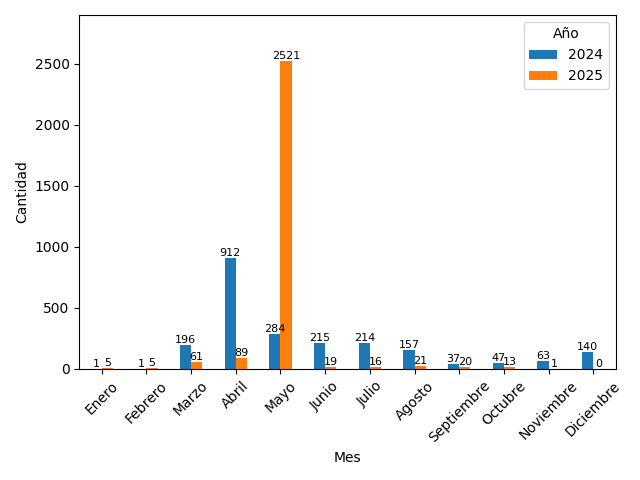 Año
2024
2025
2500
2000
1500
1000
500
0
Cantidad
1 5
1 5
196 61
912 89
284 2521
215 19
214 16
157 21
37 20
47 13
63 1
140 0
Enero
Febrero
Marzo
Abril
Mayo
Junio
Julio
Agosto
Septiembre
Octubre
Noviembre
Diciembre
Mes